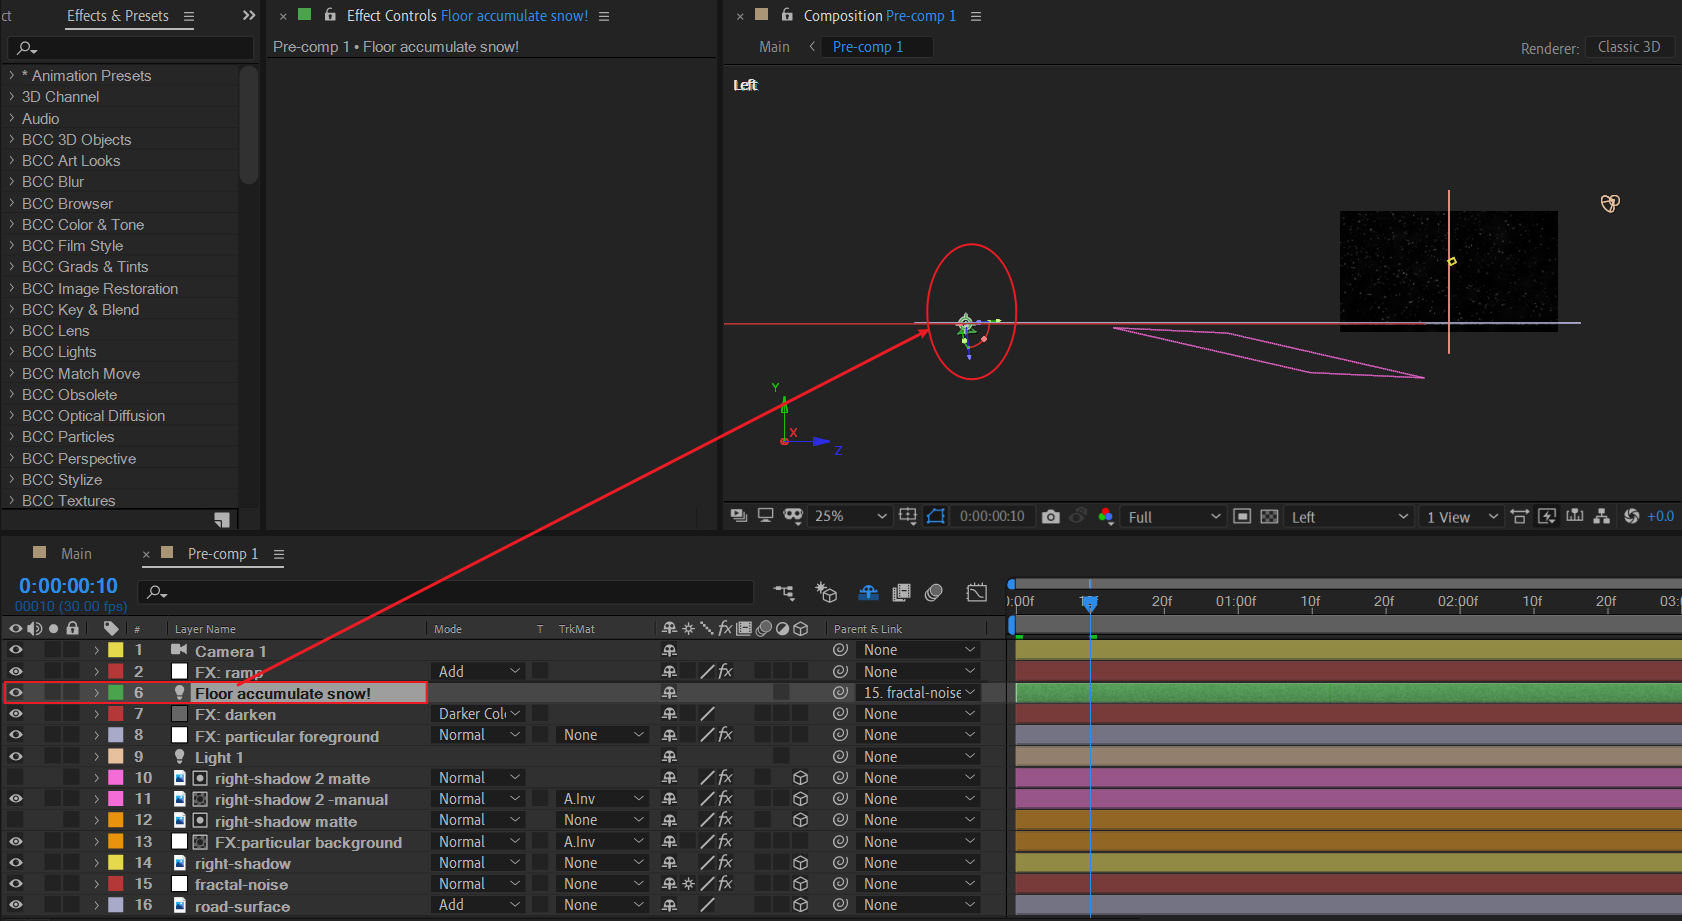 ct Effects & Presets
* Animation Presets
3D Channel
Audio
BCC 3D Objects
BCC Art Looks
BCC Blur
BCC Browser
BCC Color & Tone
BCC Film Style
BCC Grads & Tints
BCC Image Restoration
BCC Key & Blend
BCC Lens
BCC Lights
BCC Match Move
BCC Obsolete
BCC Optical Diffusion
BCC Particles
BCC Perspective
BCC Stylize
BCC Textures
Effect Controls Floor accumulate snow!
Pre-comp 1 • Floor accumulate snow!
Composition Pre-comp 1
Main Pre-comp 1
Renderer: Classic 3D
Left
Y
X
Z
25% 0:00:00:10 Full Left 1 View +0.0
Main Pre-comp 1
0:00:00:10
00010 (30.00 fps)
:00f 20f 01:00f 10f 20f 02:00f 10f 20f 03:
# Layer Name Mode T TrkMat fx Parent & Link
1 Camera 1 None
2 FX: ramp Add fx None
6 Floor accumulate snow! 15. fractal-noise
7 FX: darken Darker Col None
8 FX: particular foreground Normal None fx None
9 Light 1 None
10 right-shadow 2 matte Normal fx None
11 right-shadow 2 -manual Normal A.Inv fx None
12 right-shadow matte Normal None fx None
13 FX:particular background Normal A.Inv fx None
14 right-shadow Normal None fx None
15 fractal-noise Normal None fx None
16 road-surface Add None None